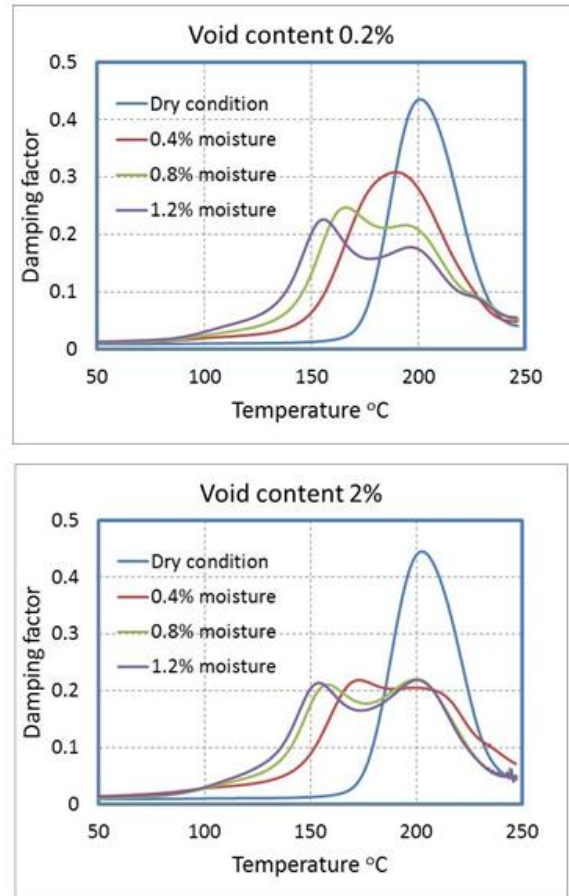 Void content 0.2%
0.5
0.4
0.3
0.2
0.1
0
Damping factor
Dry condition
0.4% moisture
0.8% moisture
1.2% moisture
50 100 150 200 250
Temperature °C
Void content 2%
0.5
0.4
0.3
0.2
0.1
0
Damping factor
Dry condition
0.4% moisture
0.8% moisture
1.2% moisture
50 100 150 200 250
Temperature °C